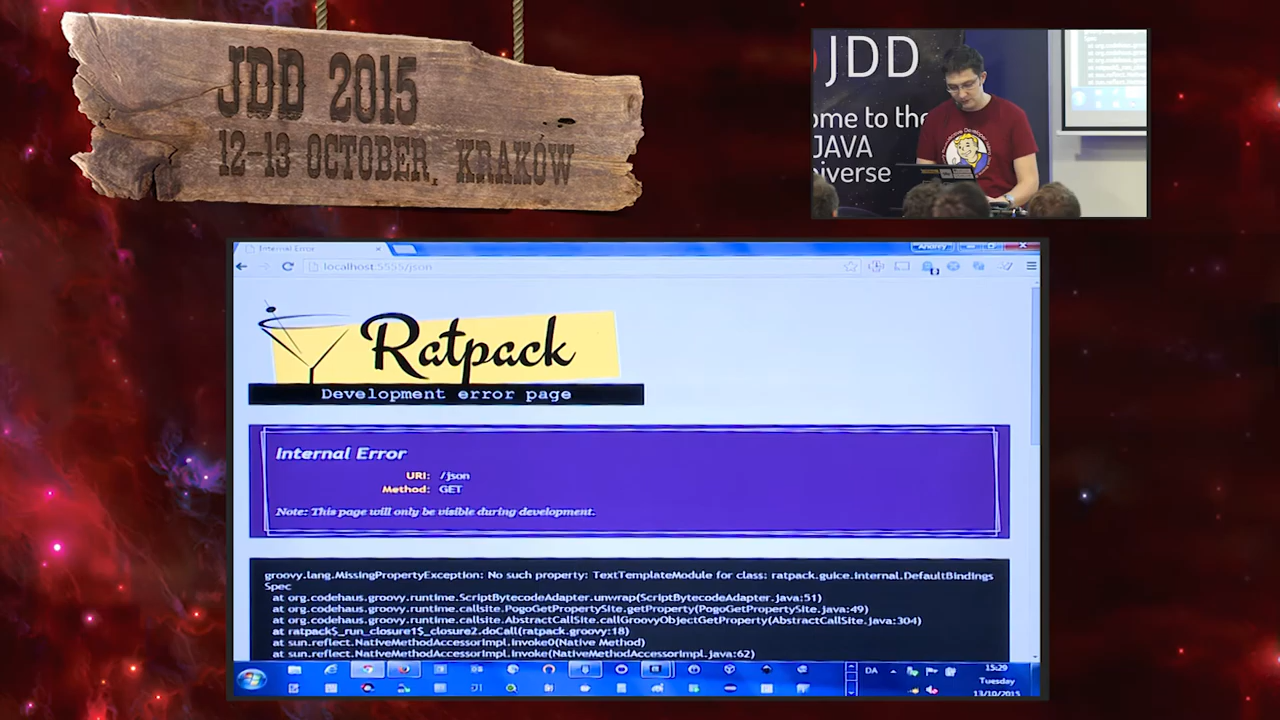 JDD 2015
12-13 OCTOBER, KRAKÓW
JDD
ome to the
JAVA
niverse
Internal Error
localhost:5555/json
Ratpack
Development error page
Internal Error
URI: /json
Method: GET
Note: This page will only be visible during development.
groovy.lang.MissingPropertyException: No such property: TextTemplateModule for class: ratpack.guice.internal.DefaultBindings
Spec
at org.codehaus.groovy.runtime.ScriptBytecodeAdapter.unwrap(ScriptBytecodeAdapter.java:51)
at org.codehaus.groovy.runtime.callsite.PogoGetPropertySite.getProperty(PogoGetPropertySite.java:49)
at org.codehaus.groovy.runtime.callsite.AbstractCallSite.callGroovyObjectGetProperty(AbstractCallSite.java:304)
at ratpack$_run_closure1$_closure2.doCall(ratpack.groovy:18)
at sun.reflect.NativeMethodAccessorImpl.invoke0(Native Method)
at sun.reflect.NativeMethodAccessorImpl.invoke(NativeMethodAccessorImpl.java:62)
DA
15:29
Tuesday
13/10/2015